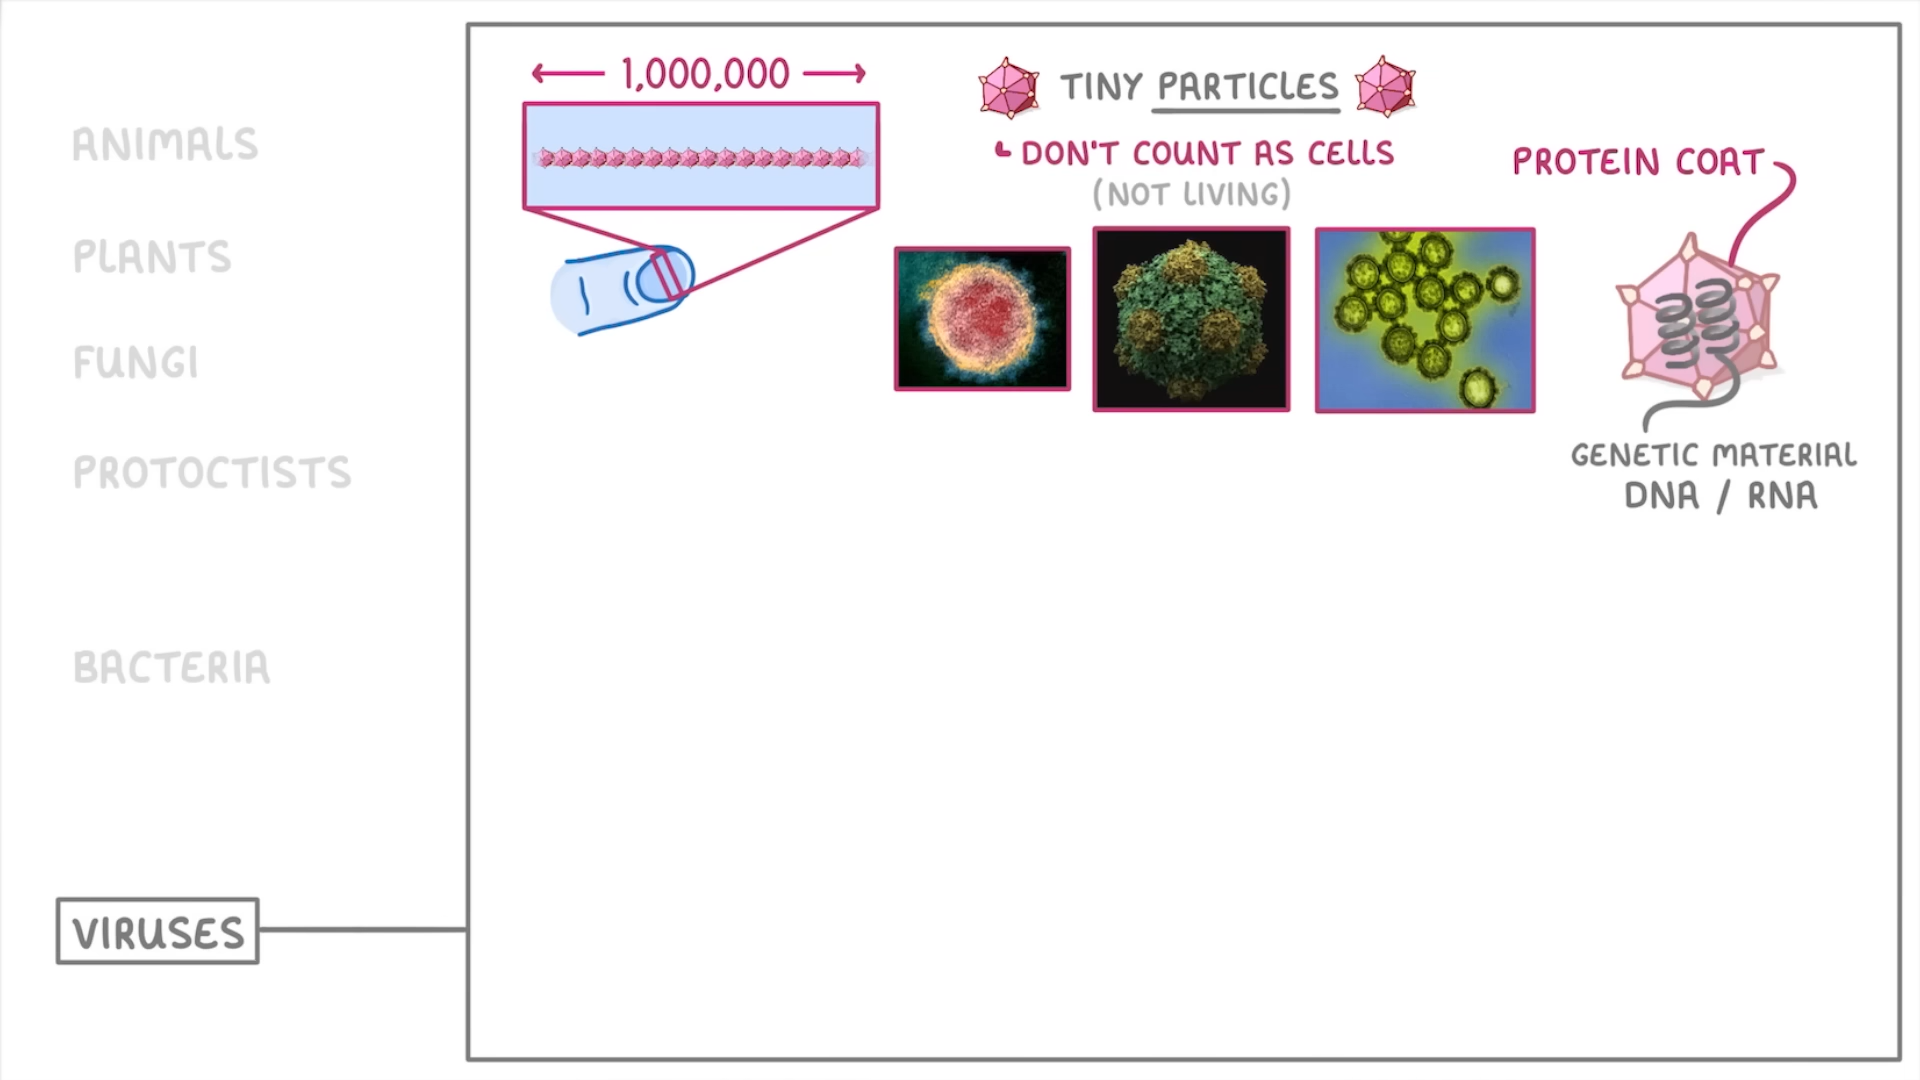 ANIMALS
PLANTS
FUNGI
PROTOCTISTS
BACTERIA
VIRUSES
1,000,000
TINY PARTICLES
DON'T COUNT AS CELLS
(NOT LIVING)
PROTEIN COAT
GENETIC MATERIAL
DNA / RNA